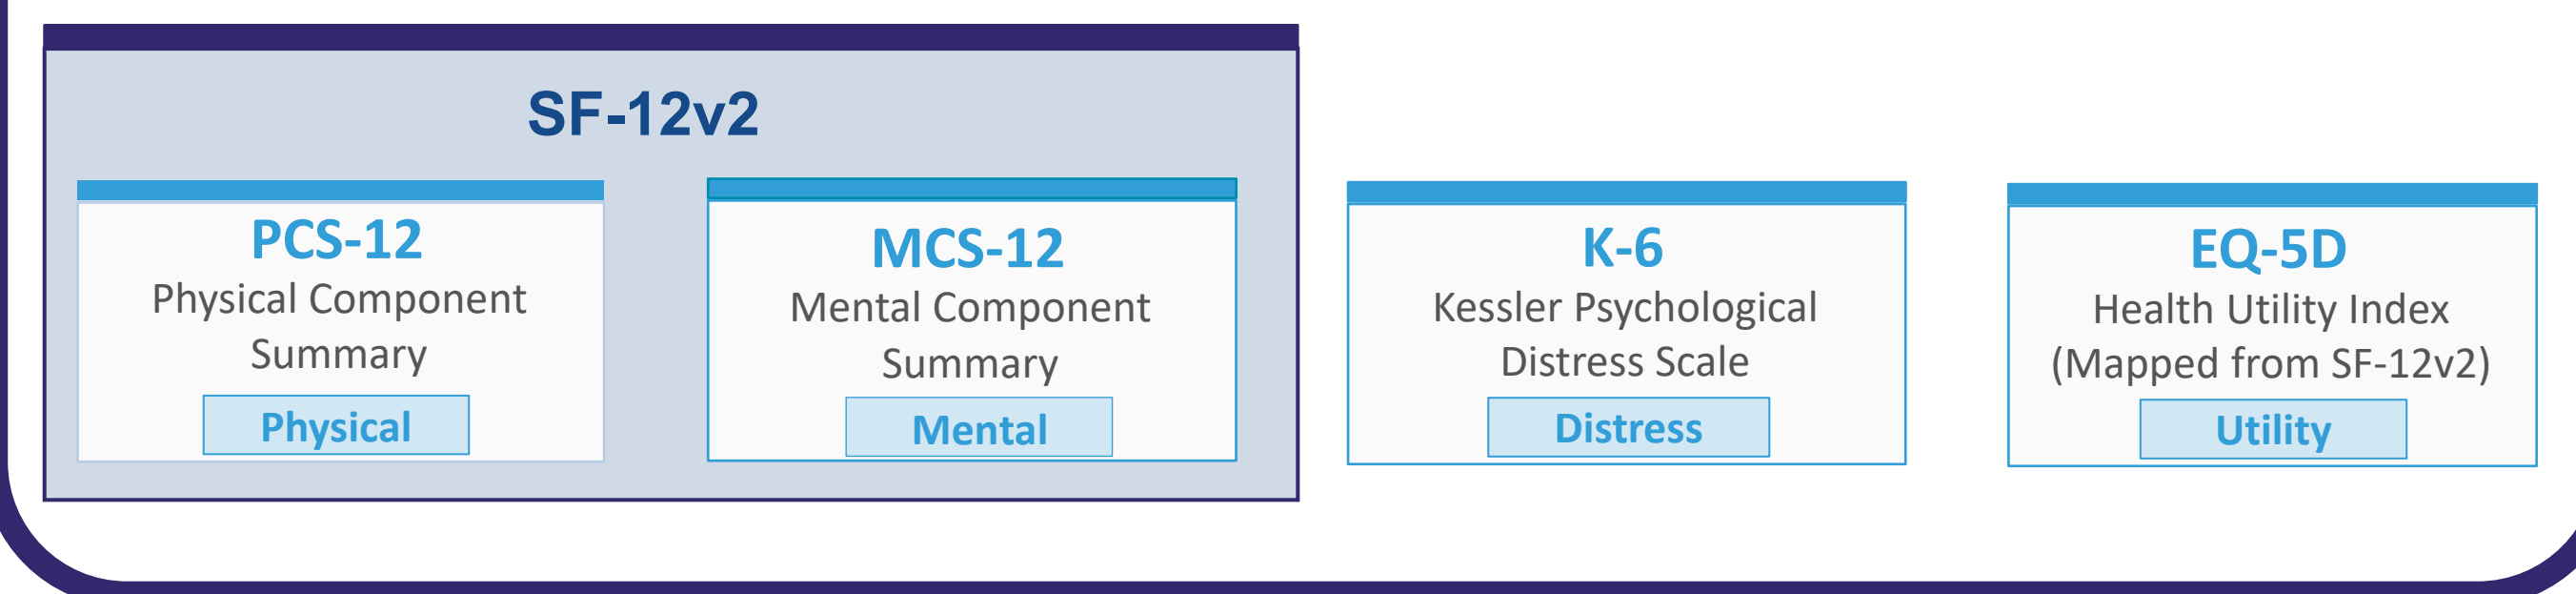 SF-12v2
PCS-12
Physical Component
Summary
Physical
MCS-12
Mental Component
Summary
Mental
K-6
Kessler Psychological
Distress Scale
Distress
EQ-5D
Health Utility Index
(Mapped from SF-12v2)
Utility